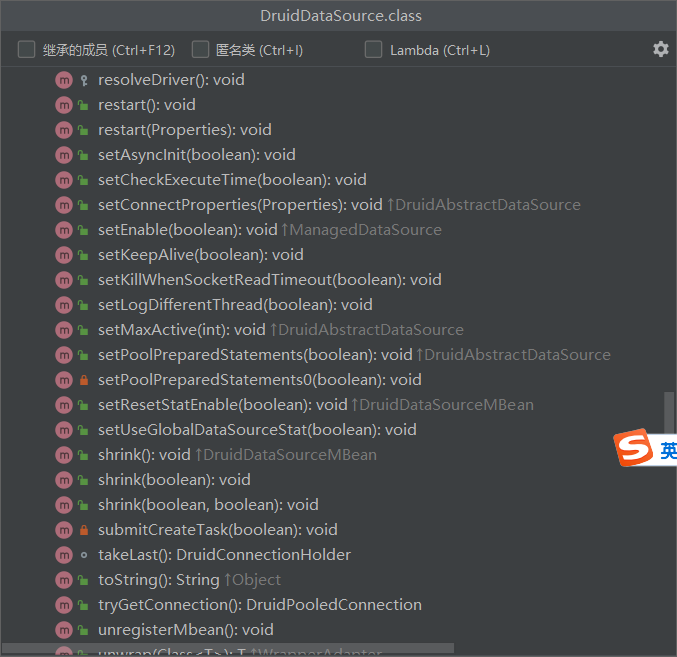 DruidDataSource.class
继承的成员 (Ctrl+F12) 匿名类 (Ctrl+I) Lambda (Ctrl+L)
m resolveDriver(): void
m restart(): void
m restart(Properties): void
m setAsyncInit(boolean): void
m setCheckExecuteTime(boolean): void
m setConnectProperties(Properties): void ↑DruidAbstractDataSource
m setEnable(boolean): void ↑ManagedDataSource
m setKeepAlive(boolean): void
m setKillWhenSocketReadTimeout(boolean): void
m setLogDifferentThread(boolean): void
m setMaxActive(int): void ↑DruidAbstractDataSource
m setPoolPreparedStatements(boolean): void ↑DruidAbstractDataSource
m setPoolPreparedStatements0(boolean): void
m setResetStatEnable(boolean): void ↑DruidDataSourceMBean
m setUseGlobalDataSourceStat(boolean): void
S 英
m shrink(): void ↑DruidDataSourceMBean
m shrink(boolean): void
m shrink(boolean, boolean): void
m submitCreateTask(boolean): void
m takeLast(): DruidConnectionHolder
m toString(): String ↑Object
m tryGetConnection(): DruidPooledConnection
m unregisterMbean(): void
m unwrap(Class<T>): T ↑WrapperAdapter